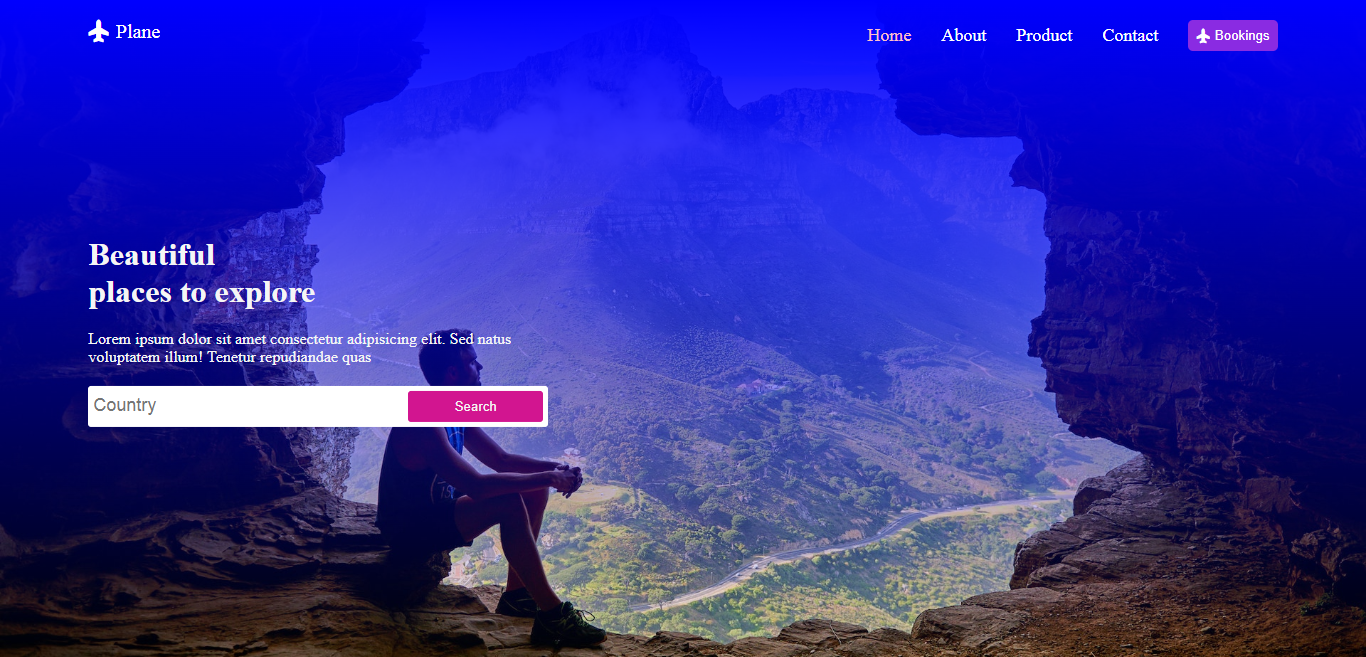 Plane
Home About Product Contact Bookings
Beautiful
places to explore
Lorem ipsum dolor sit amet consectetur adipisicing elit. Sed natus
voluptatem illum! Tenetur repudiandae quas
Country Search